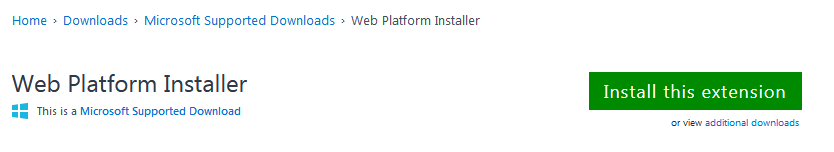 Home › Downloads › Microsoft Supported Downloads › Web Platform Installer
Web Platform Installer
This is a Microsoft Supported Download
Install this extension
or view additional downloads